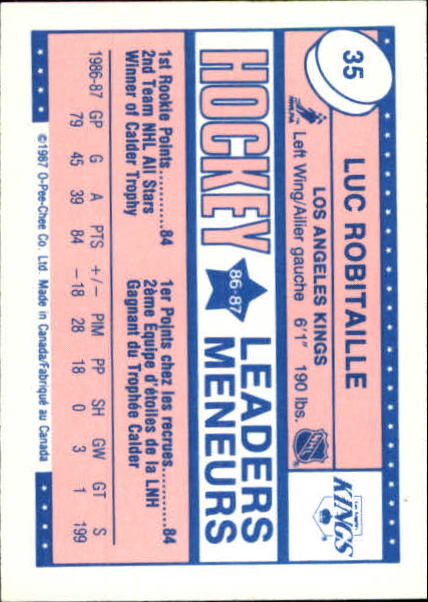 35
LUC ROBITAILLE
LOS ANGELES KINGS
Left Wing/Ailier gauche 6'1" 190 lbs.
NHL
Los Angeles
KINGS
HOCKEY 86-87 LEADERS
MENEURS
1st Rookie Points............84
2nd Team NHL All Stars
Winner of Calder Trophy
1er Points chez les recrues....84
2ème Equipe d'étoiles de la LNH
Gagnant du Trophée Calder
1986-87 GP G A PTS +/– PIM PP SH GW GT S
79 45 39 84 –18 28 18 0 3 1 199
©1987 O-Pee-Chee Co. Ltd. Made in Canada/Fabriqué au Canada